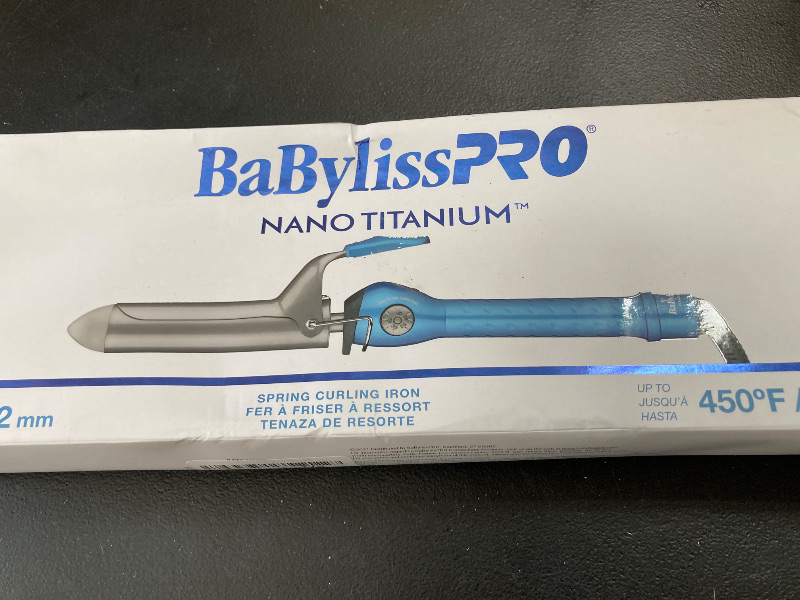 BaBylissPRO®
NANO TITANIUM™
2 mm
SPRING CURLING IRON
FER À FRISER À RESSORT
TENAZA DE RESORTE
UP TO
JUSQU'À
HASTA
450°F /